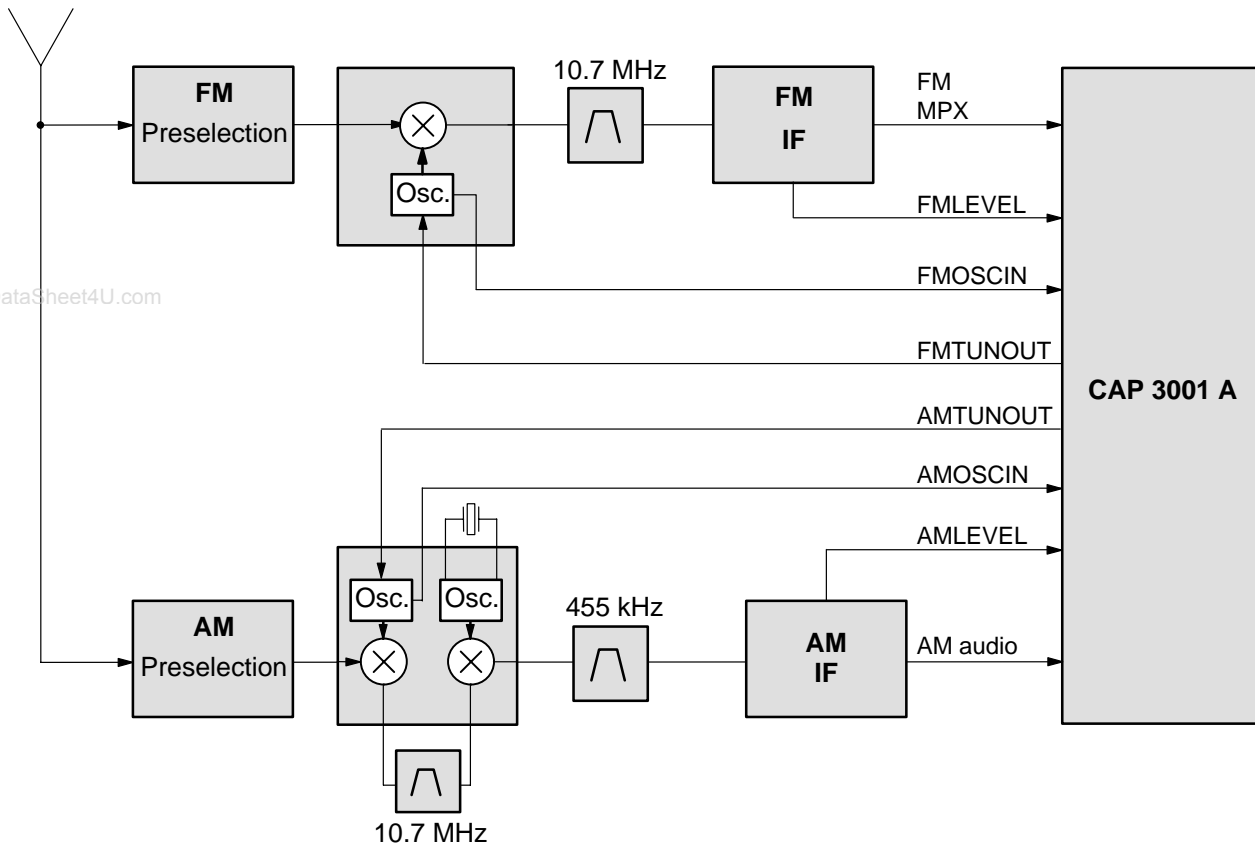 10.7 MHz
FM
Preselection
Osc.
FM
IF
FM
MPX
FMLEVEL
FMOSCIN
FMTUNOUT
CAP 3001 A
AMTUNOUT
AMOSCIN
AMLEVEL
AM audio
ataSheet4U.com
AM
Preselection
Osc.
Osc.
455 kHz
AM
IF
10.7 MHz